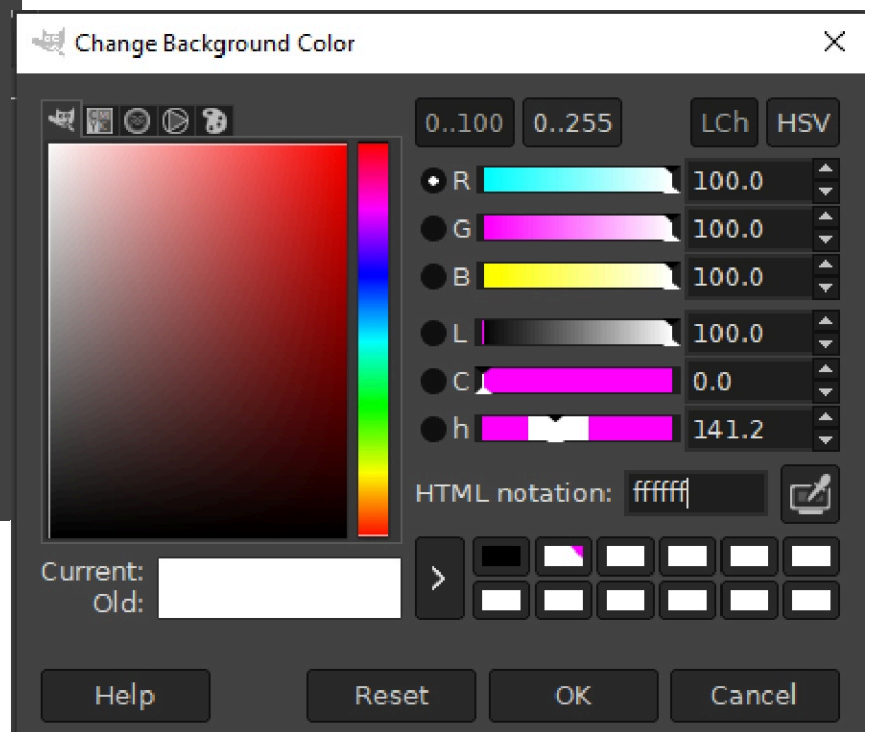 Change Background Color
0..100 0..255 LCh HSV
R 100.0
G 100.0
B 100.0
L 100.0
C 0.0
h 141.2
HTML notation: ffffff
Current:
Old:
>
Help Reset OK Cancel